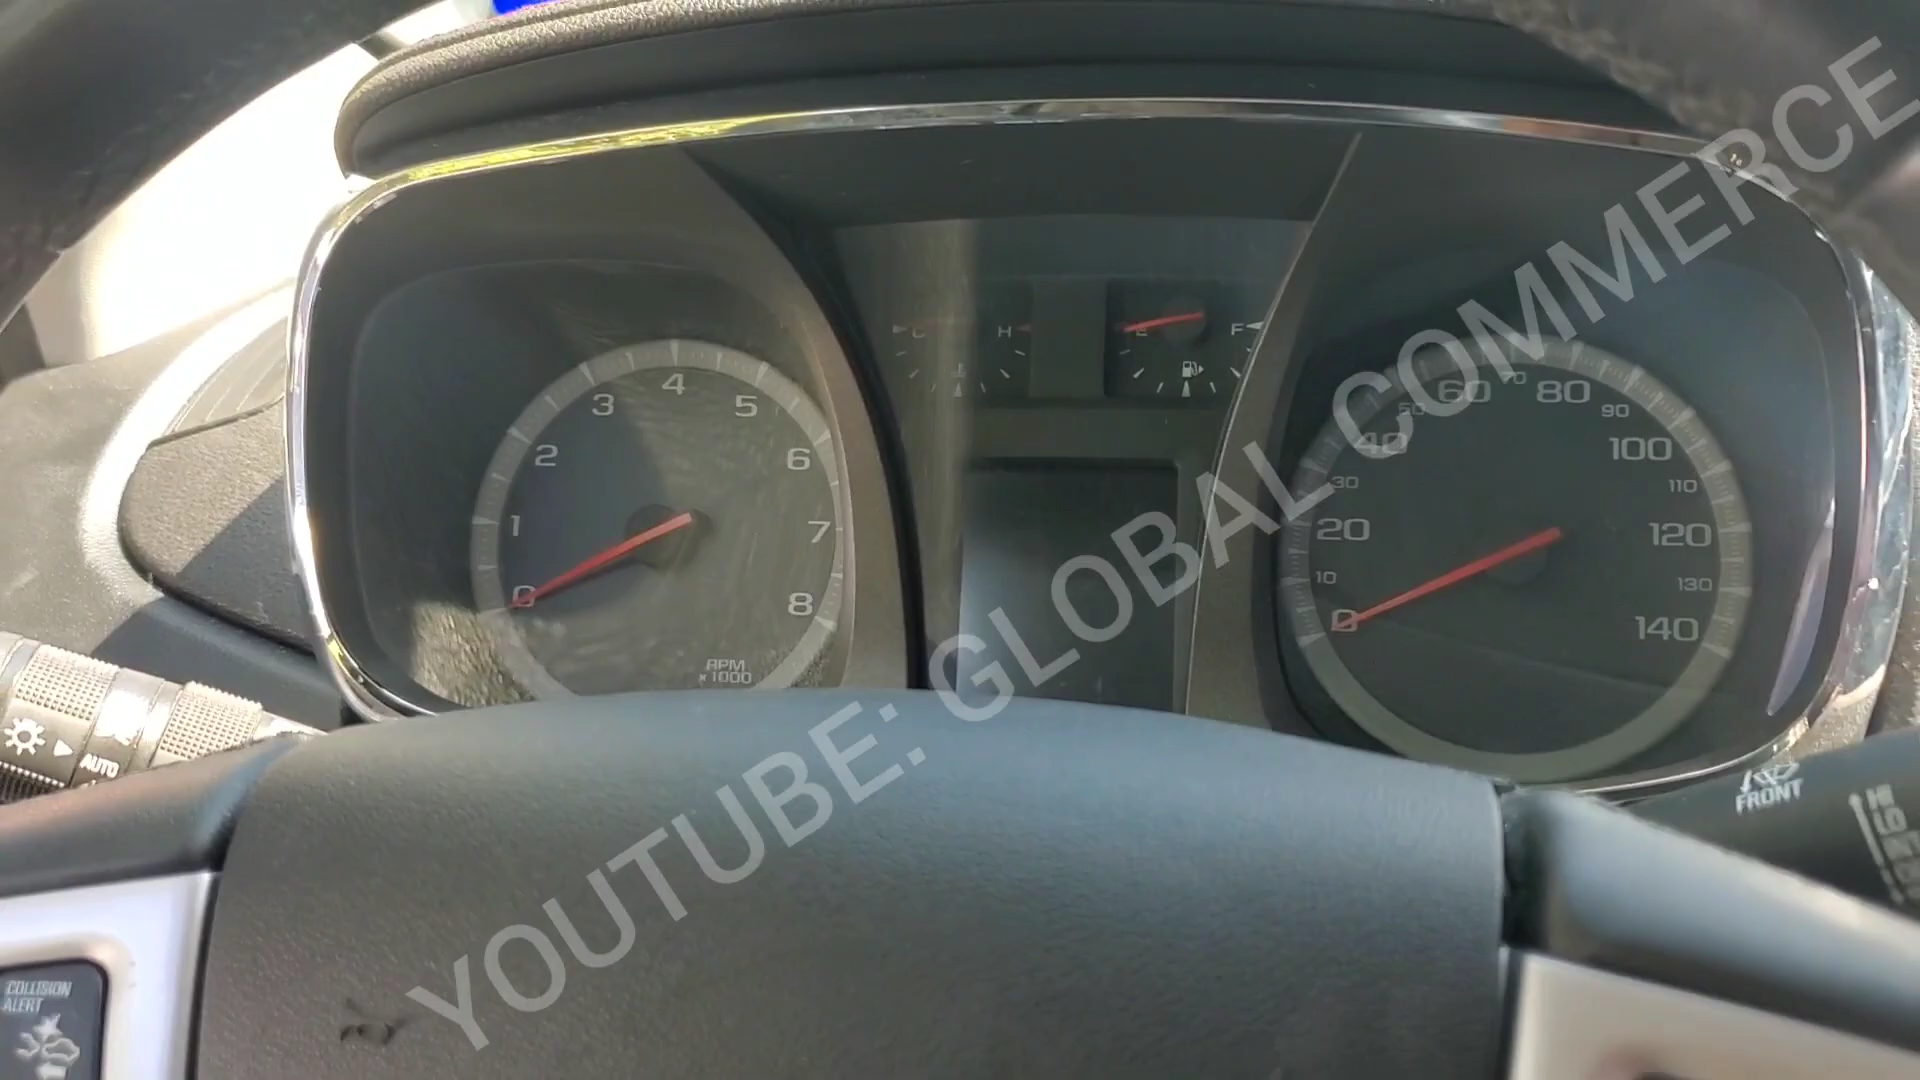 C H E F
3 4 5
2 6
1 7
0 8
RPM
x1000
60 70 80
50 90
40 100
30 110
20 120
10 130
0 140
AUTO
FRONT
COLLISION
ALERT
YOUTUBE: GLOBAL COMMERCE